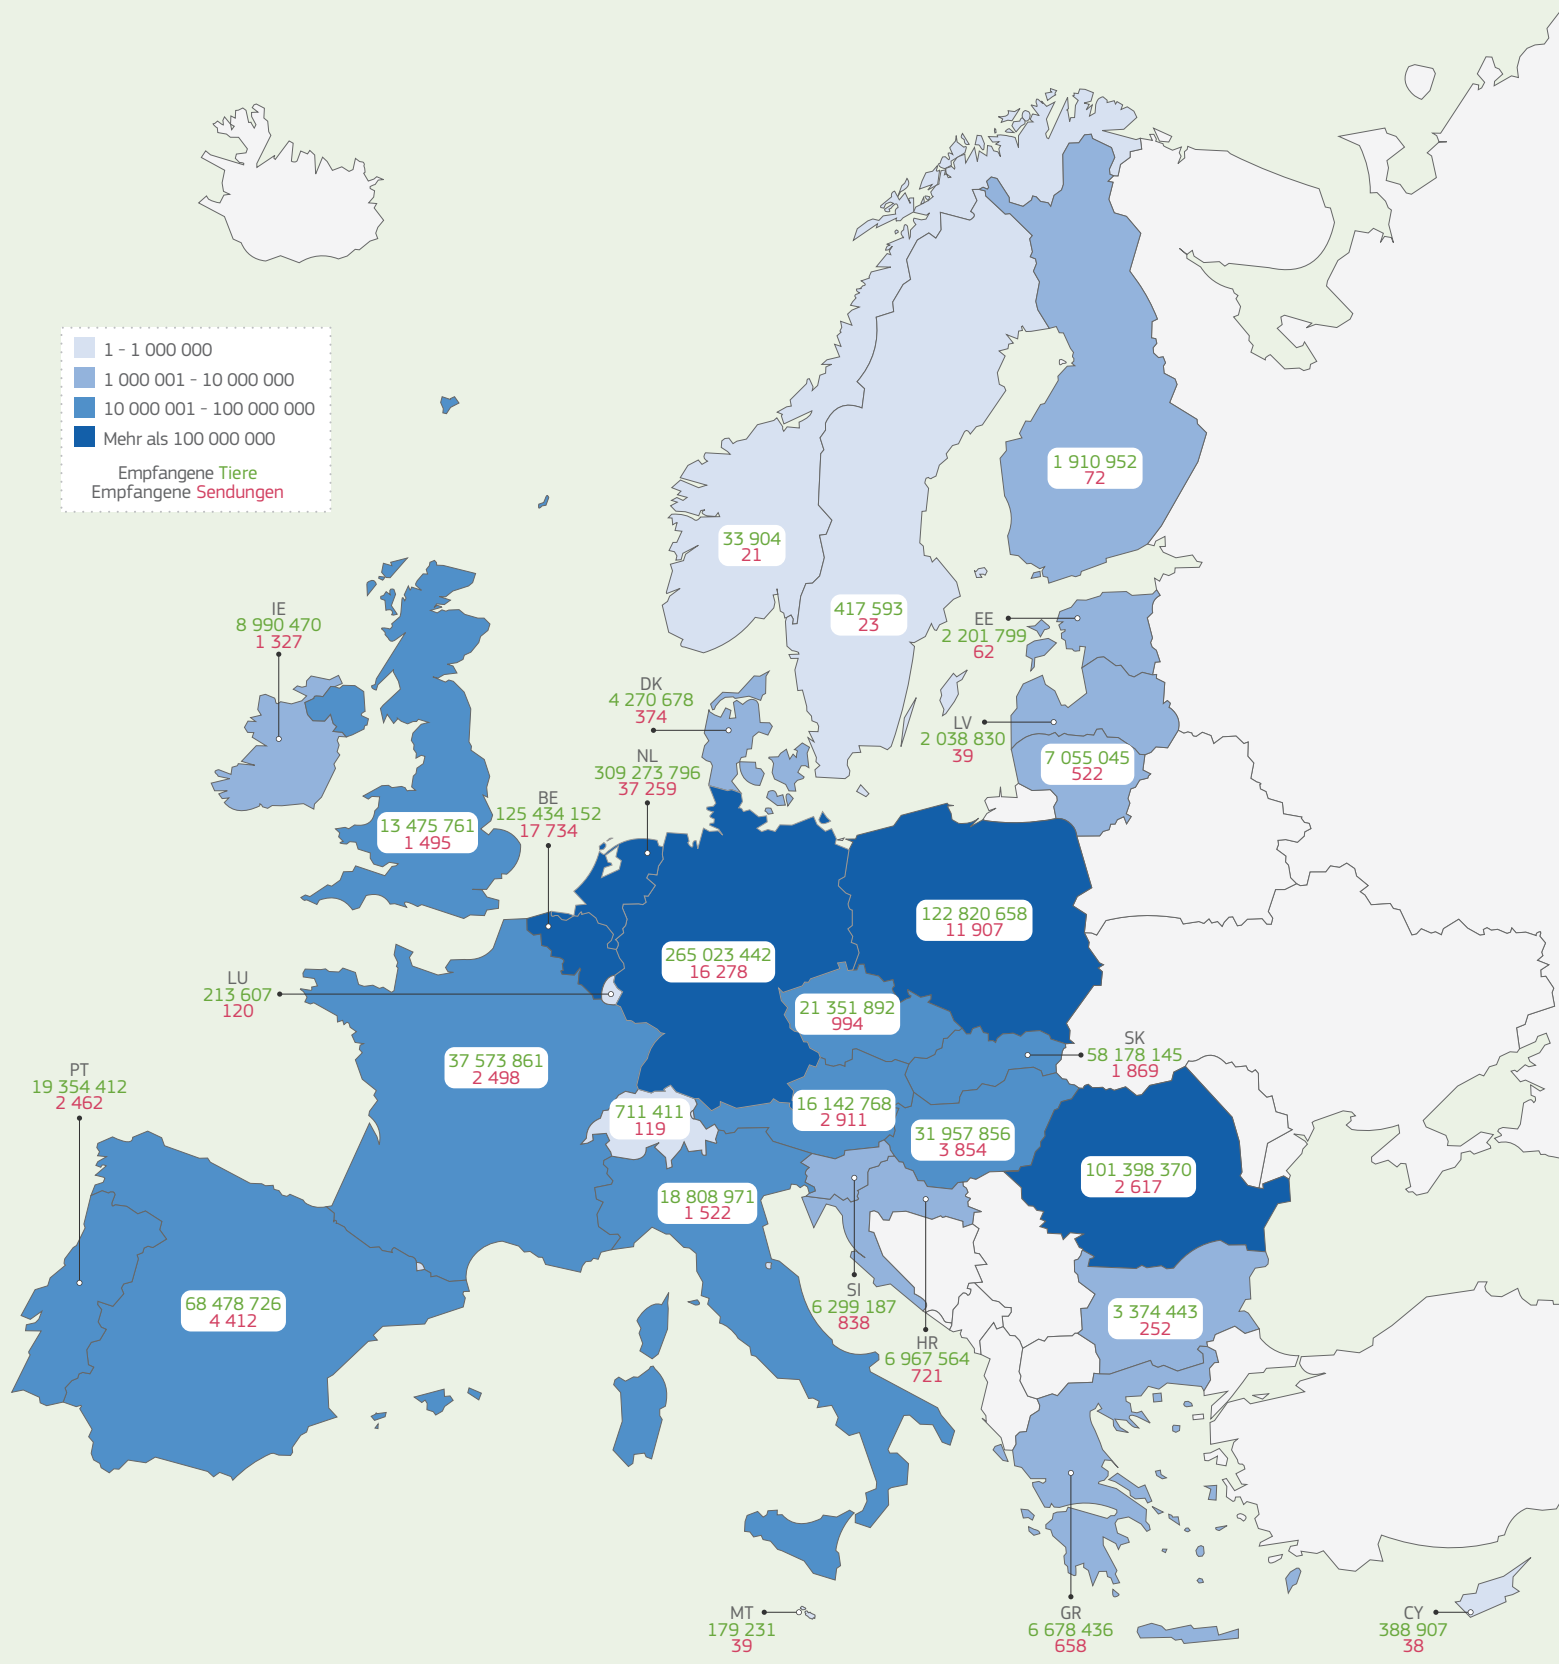 1 - 1 000 000
1 000 001 - 10 000 000
10 000 001 - 100 000 000
Mehr als 100 000 000
Empfangene Tiere
Empfangene Sendungen
1 910 952
72
33 904
21
417 593
23
IE
8 990 470
1 327
EE
2 201 799
62
DK
4 270 678
374
LV
2 038 830
39
7 055 045
522
NL
309 273 796
37 259
BE
125 434 152
17 734
13 475 761
1 495
122 820 658
11 907
265 023 442
16 278
LU
213 607
120
21 351 892
994
SK
58 178 145
1 869
37 573 861
2 498
PT
19 354 412
2 462
711 411
119
16 142 768
2 911
31 957 856
3 854
101 398 370
2 617
18 808 971
1 522
68 478 726
4 412
SI
6 299 187
838
3 374 443
252
HR
6 967 564
721
MT
179 231
39
GR
6 678 436
658
CY
388 907
38